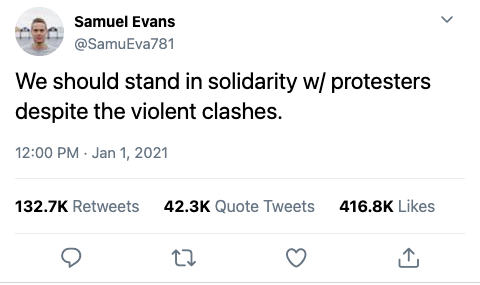 Samuel Evans
@SamuEva781
We should stand in solidarity w/ protesters
despite the violent clashes.
12:00 PM · Jan 1, 2021
132.7K Retweets 42.3K Quote Tweets 416.8K Likes